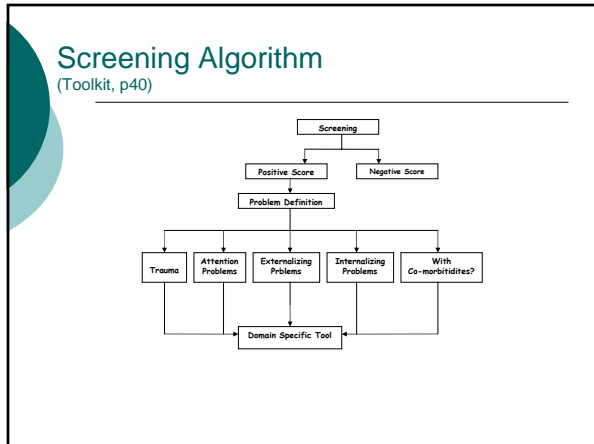 Screening Algorithm
(Toolkit, p40)
Screening
Positive Score
Negative Score
Problem Definition
Trauma
Attention
Problems
Externalizing
Prblems
Internalizing
Problems
With
Co-morbitidites?
Domain Specific Tool